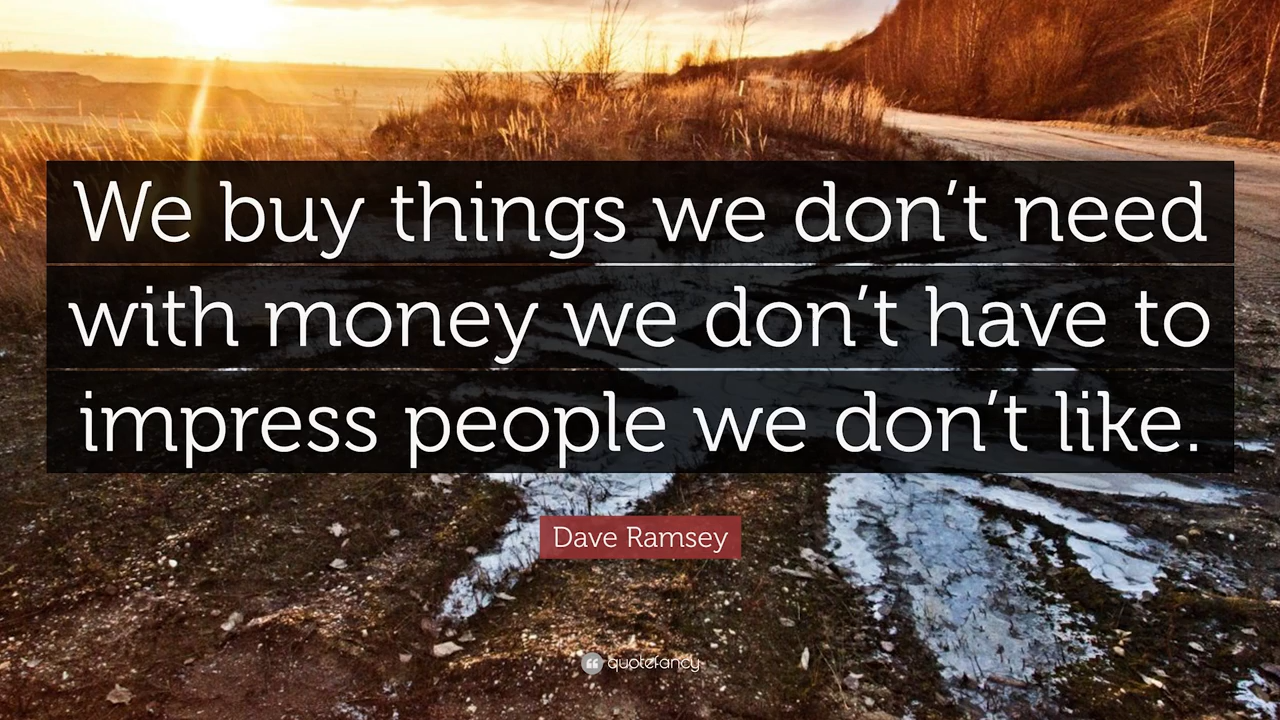 We buy things we don’t need
with money we don’t have to
impress people we don’t like.
Dave Ramsey
quotefancy